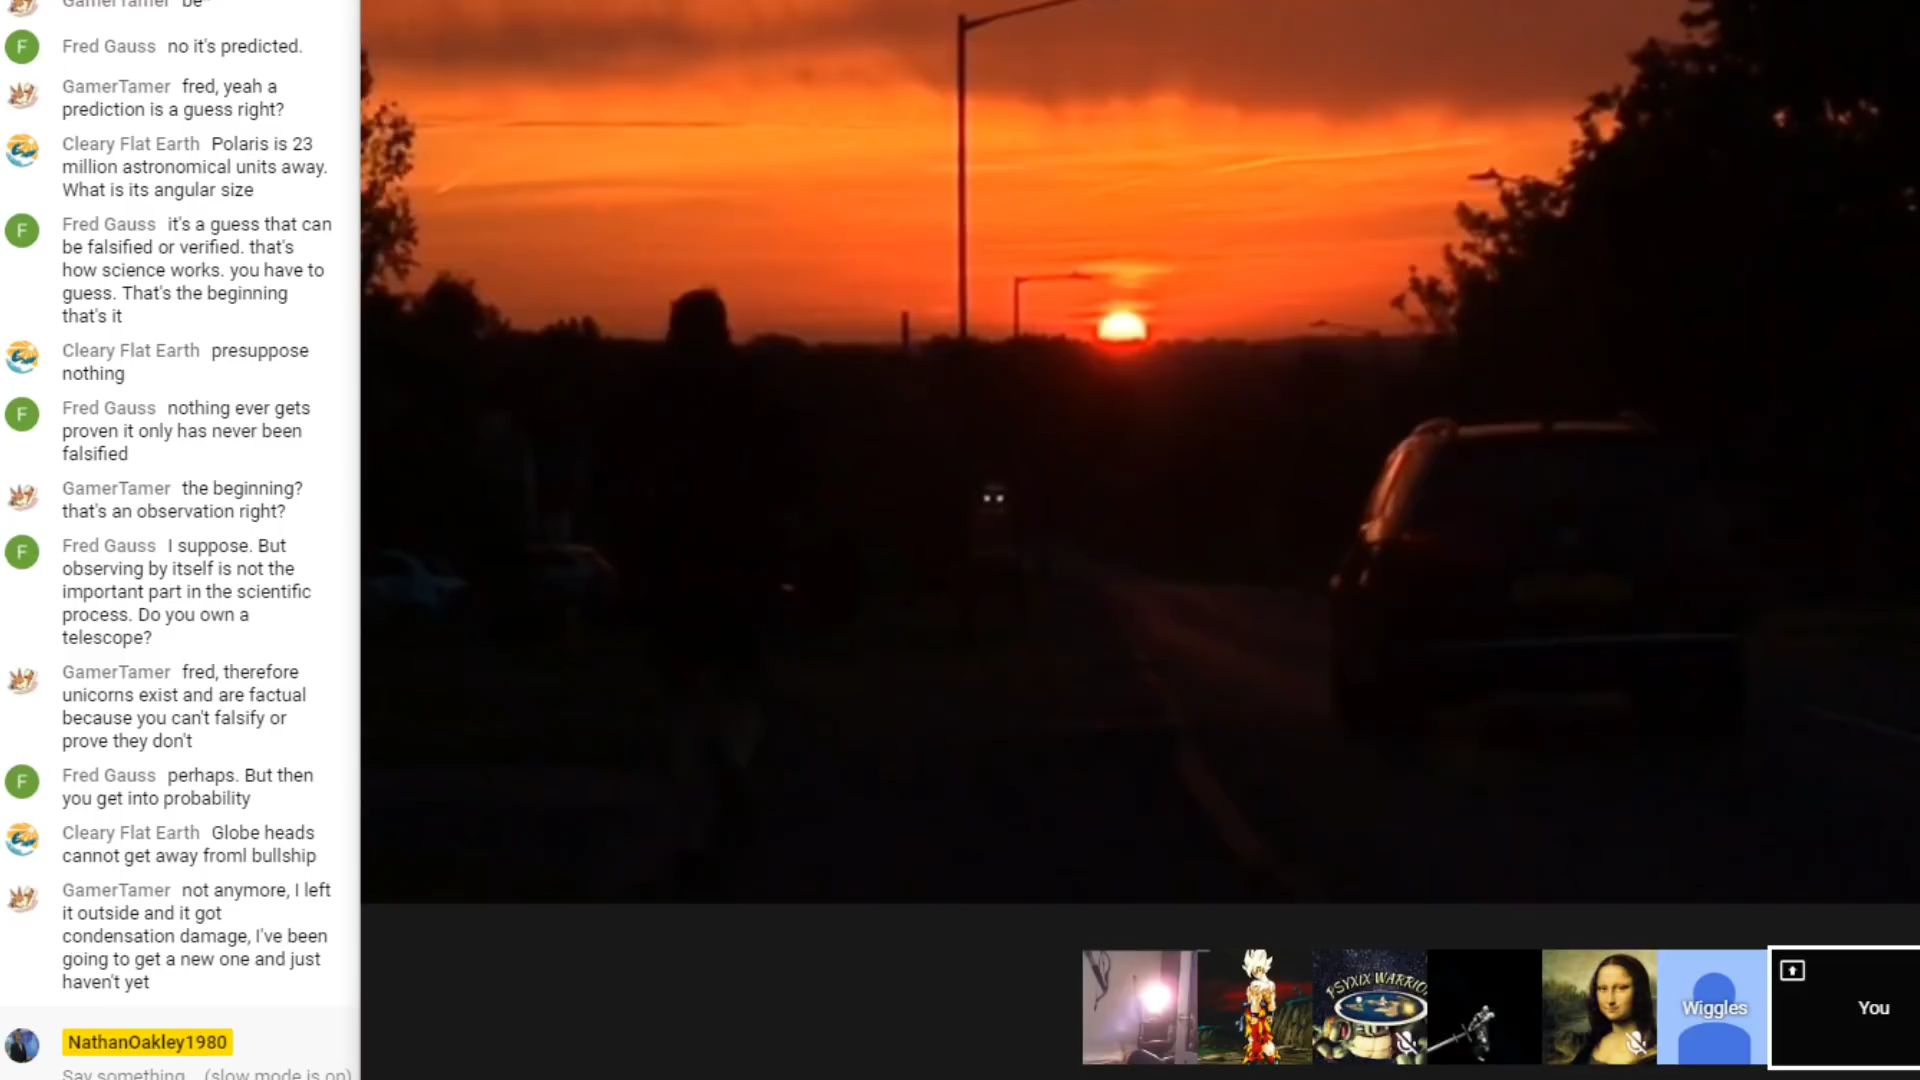 GamerTamer be*
Fred Gauss no it's predicted.
GamerTamer fred, yeah a
prediction is a guess right?
Cleary Flat Earth Polaris is 23
million astronomical units away.
What is its angular size
Fred Gauss it's a guess that can
be falsified or verified. that's
how science works. you have to
guess. That's the beginning
that's it
Cleary Flat Earth presuppose
nothing
Fred Gauss nothing ever gets
proven it only has never been
falsified
GamerTamer the beginning?
that's an observation right?
Fred Gauss I suppose. But
observing by itself is not the
important part in the scientific
process. Do you own a
telescope?
GamerTamer fred, therefore
unicorns exist and are factual
because you can't falsify or
prove they don't
Fred Gauss perhaps. But then
you get into probability
Cleary Flat Earth Globe heads
cannot get away froml bullship
GamerTamer not anymore, I left
it outside and it got
condensation damage, I've been
going to get a new one and just
haven't yet
NathanOakley1980
Say something... (slow mode is on)
F
F
F
F
F
PSYXIX WARRIO
Wiggles
You